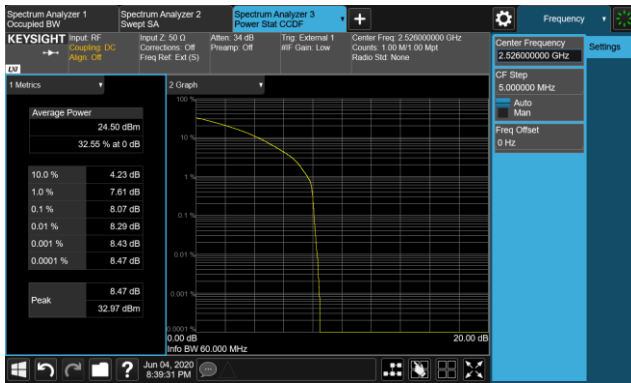 Spectrum Analyzer 1
Occupied BW
Spectrum Analyzer 2
Swept SA
Spectrum Analyzer 3
Power Stat CCDF
Frequency
KEYSIGHT
Input: RF
Coupling: DC
Align: Off
Input Z: 50 Ω
Corrections: Off
Freq Ref: Ext (S)
Atten: 34 dB
Preamp: Off
Trig: External 1
#IF Gain: Low
Center Freq: 2.526000000 GHz
Counts: 1.00 M/1.00 Mpt
Radio Std: None
LXI
Center Frequency
2.526000000 GHz
Settings
CF Step
5.000000 MHz
Auto
Man
Freq Offset
0 Hz
1 Metrics
Average Power
24.50 dBm
32.55 % at 0 dB
10.0 % 4.23 dB
1.0 % 7.61 dB
0.1 % 8.07 dB
0.01 % 8.29 dB
0.001 % 8.43 dB
0.0001 % 8.47 dB
Peak 8.47 dB
32.97 dBm
2 Graph
100 %
10 %
1 %
0.1 %
0.01 %
0.001 %
0.0001 %
0.00 dB
20.00 dB
Info BW 60.000 MHz
?
Jun 04, 2020
8:39:31 PM